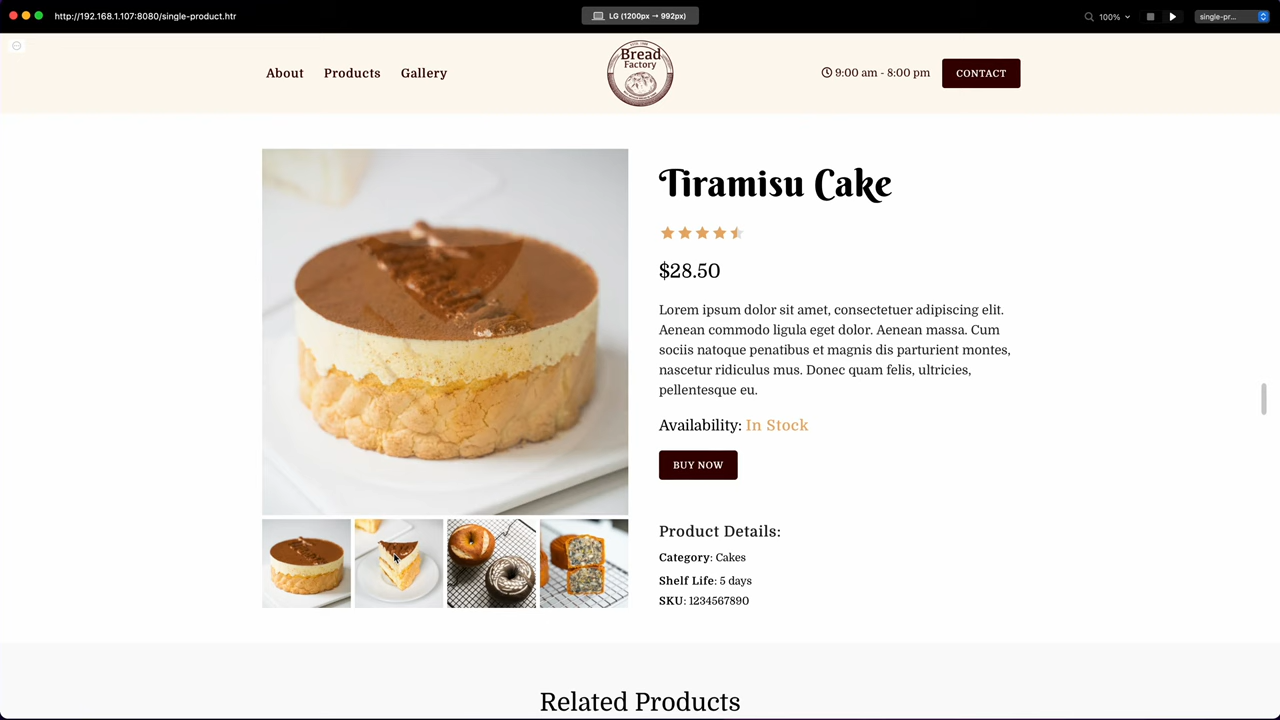 http://192.168.1.107:8080/single-product.htr
LG (1200px → 992px)
100%
single-pr...
About
Products
Gallery
Bread
Factory
9:00 am - 8:00 pm
CONTACT
Tiramisu Cake
$28.50
Lorem ipsum dolor sit amet, consectetuer adipiscing elit.
Aenean commodo ligula eget dolor. Aenean massa. Cum
sociis natoque penatibus et magnis dis parturient montes,
nascetur ridiculus mus. Donec quam felis, ultricies,
pellentesque eu.
Availability: In Stock
BUY NOW
Product Details:
Category: Cakes
Shelf Life: 5 days
SKU: 1234567890
Related Products